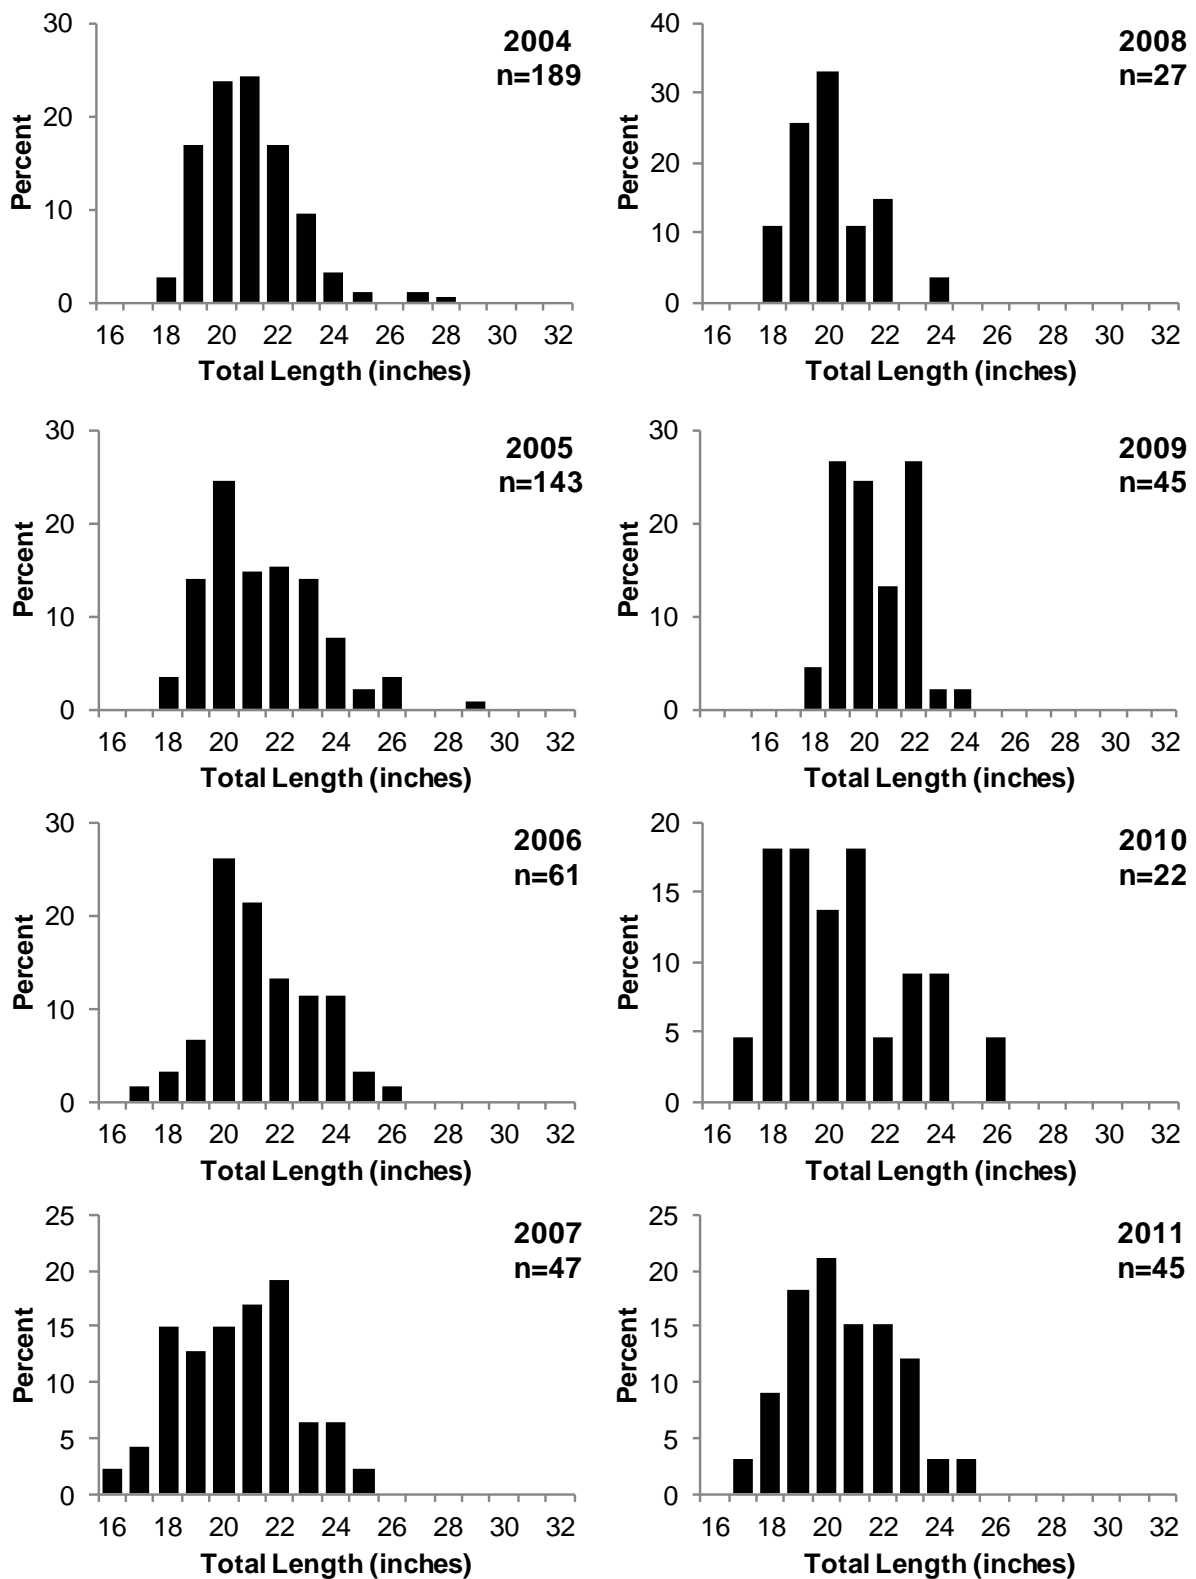 2004
n=189
30
20
10
0
Percent
16 18 20 22 24 26 28 30 32
Total Length (inches)
2008
n=27
40
30
20
10
0
Percent
16 18 20 22 24 26 28 30 32
Total Length (inches)
2005
n=143
30
20
10
0
Percent
16 18 20 22 24 26 28 30 32
Total Length (inches)
2009
n=45
30
20
10
0
Percent
16 18 20 22 24 26 28 30 32
Total Length (inches)
2006
n=61
30
20
10
0
Percent
16 18 20 22 24 26 28 30 32
Total Length (inches)
2010
n=22
20
15
10
5
0
Percent
16 18 20 22 24 26 28 30 32
Total Length (inches)
2007
n=47
25
20
15
10
5
0
Percent
16 18 20 22 24 26 28 30 32
Total Length (inches)
2011
n=45
25
20
15
10
5
0
Percent
16 18 20 22 24 26 28 30 32
Total Length (inches)